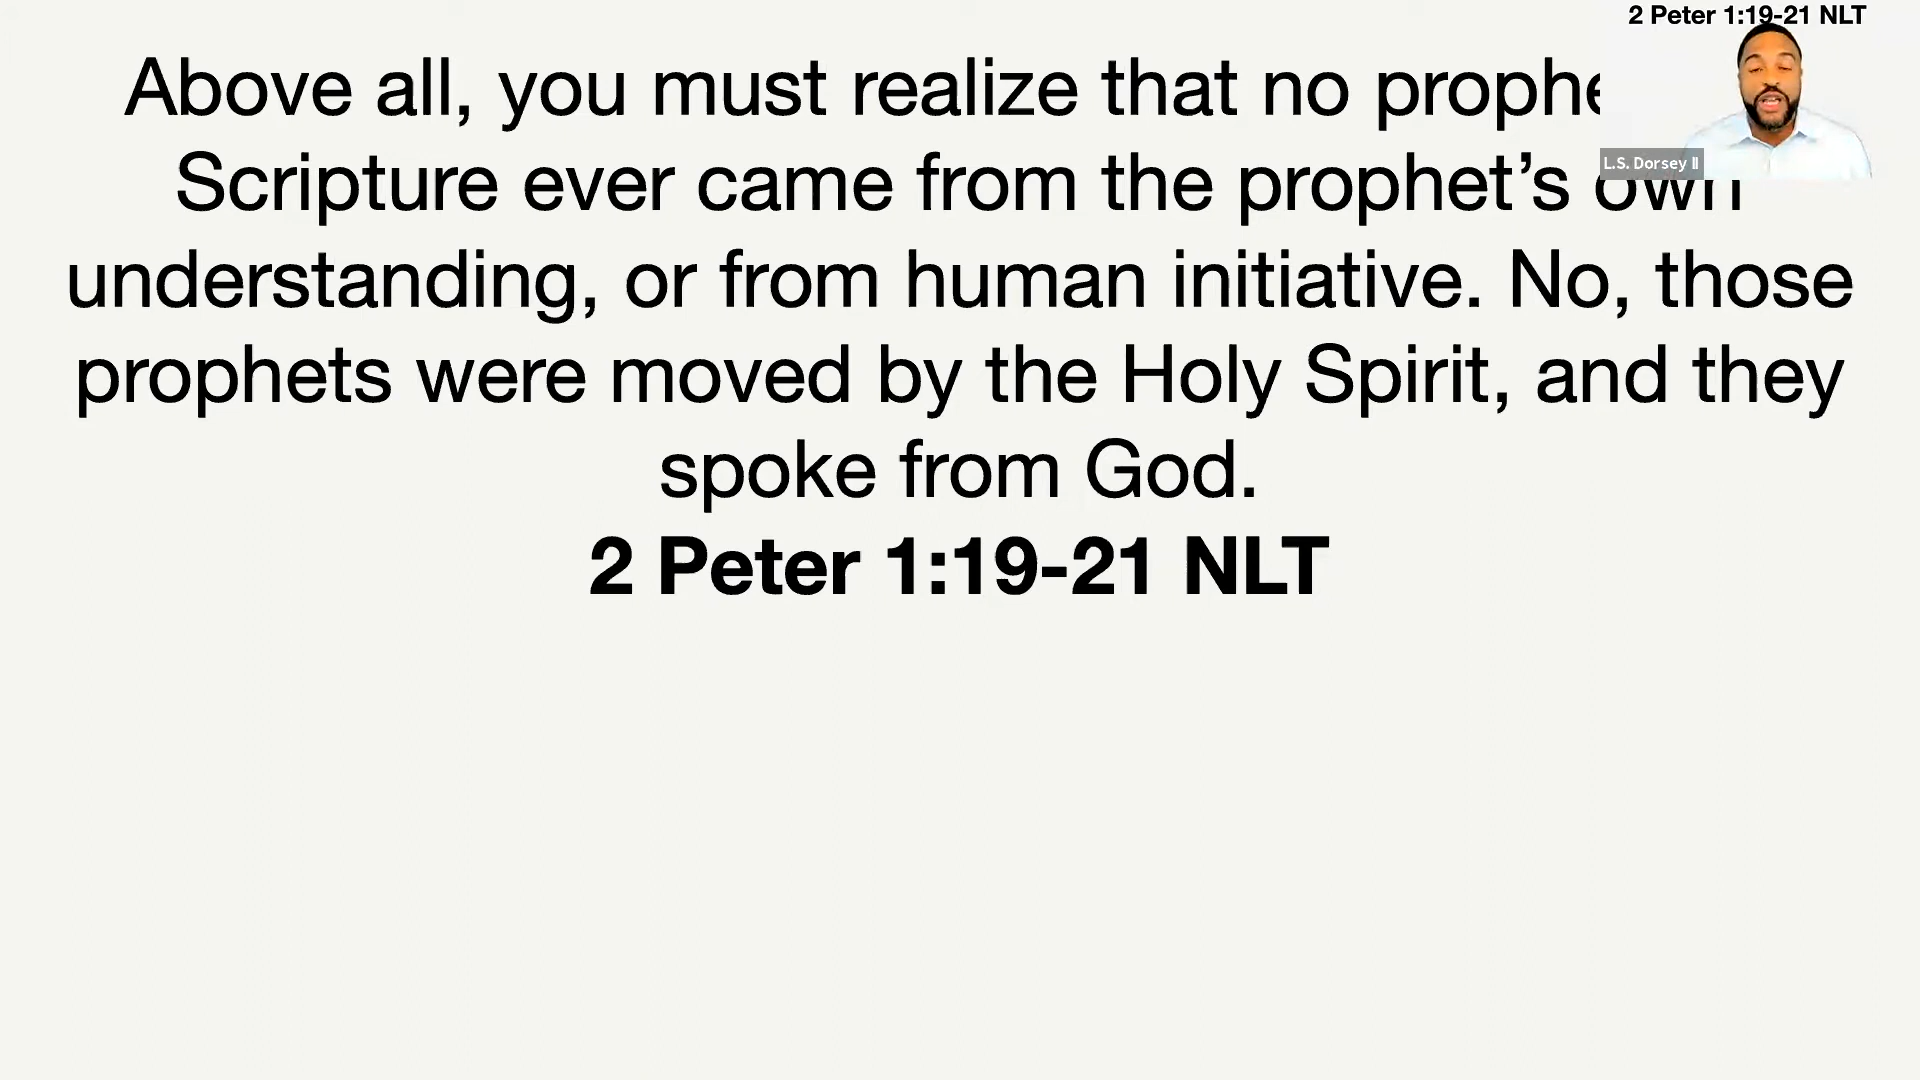 2 Peter 1:19-21 NLT
Above all, you must realize that no prophe
Scripture ever came from the prophet’s own
understanding, or from human initiative. No, those
prophets were moved by the Holy Spirit, and they
spoke from God.
2 Peter 1:19-21 NLT
L.S. Dorsey II